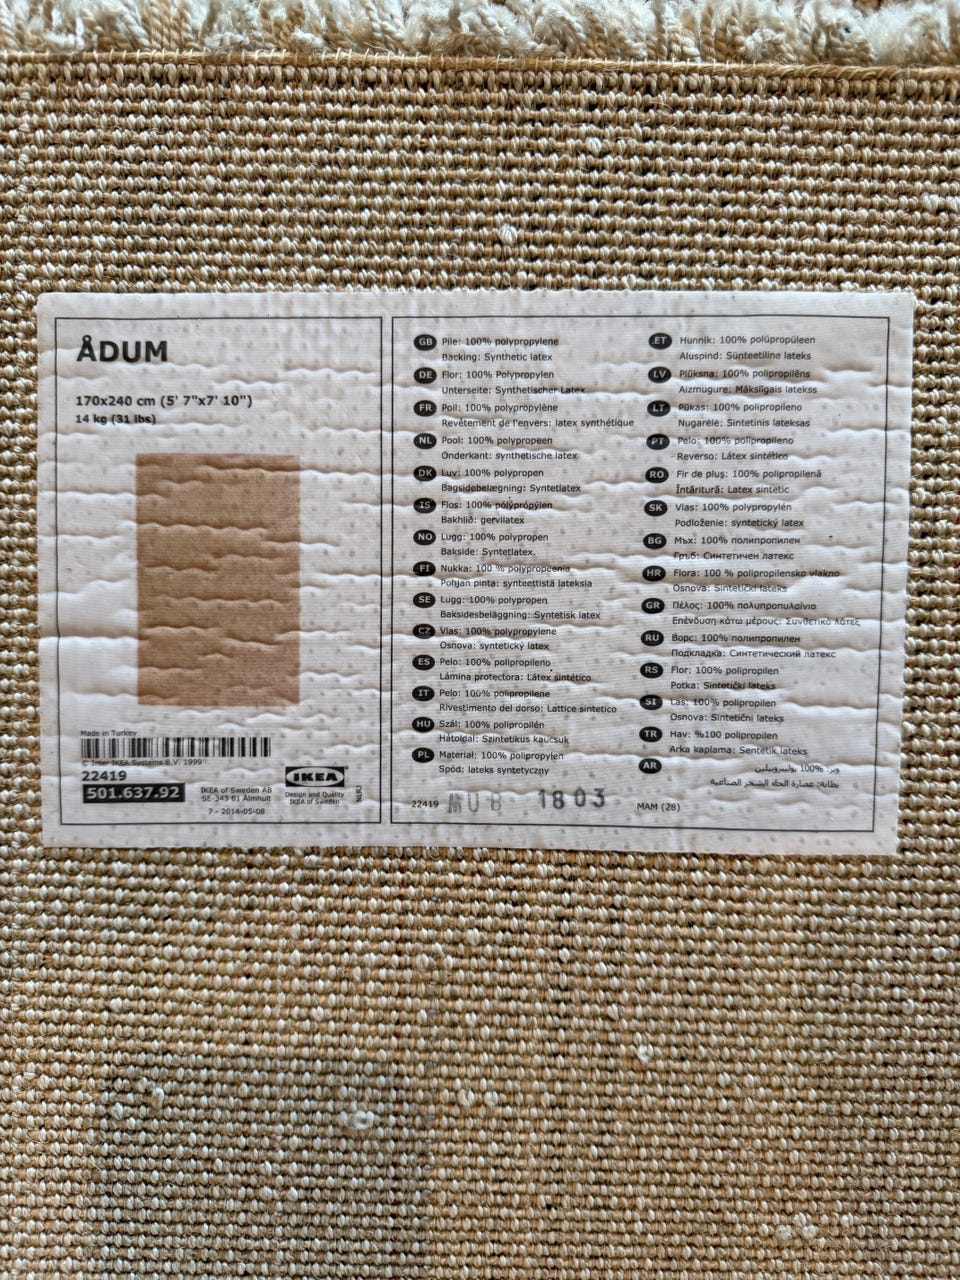 ÅDUM
170x240 cm (5' 7"x7' 10")
14 kg (31 lbs)
Made in Turkey
© Inter IKEA Systems B.V. 1999
22419
501.637.92
IKEA of Sweden AB
SE-343 81 Älmhult
7 - 2014-05-08
IKEA
Design and Quality
IKEA of Sweden
GB Pile: 100% polypropylene
Backing: Synthetic latex
DE Flor: 100% Polypropylen
Unterseite: Synthetischer Latex
FR Poil: 100% polypropylène
Revêtement de l'envers: latex synthétique
NL Pool: 100% polypropeen
Onderkant: synthetische latex
DK Luv: 100% polypropen
Bagsidebelægning: Syntetlatex
IS Flos: 100% pólýprópýlen
Bakhlið: gervilatex
NO Lugg: 100% polypropen
Bakside: Syntetlatex.
FI Nukka: 100 % polypropeenia
Pohjan pinta: synteettistä lateksia
SE Lugg: 100% polypropen
Baksidesbeläggning: Syntetisk latex
CZ Vlas: 100% polypropylene
Osnova: syntetický latex
ES Pelo: 100% polipropileno
Lámina protectora: Látex sintético
IT Pelo: 100% polipropilene
Rivestimento del dorso: Lattice sintetico
HU Szál: 100% polipropilén
Hátoldal: Szintetikus kaucsuk
PL Materiał: 100% polipropylen
Spód: lateks syntetyczny
22419 MUB 1803 MAM (28)
ET Hunnik: 100% polüpropüleen
Aluspind: Sünteetiline lateks
LV Plūksna: 100% polipropilēns
Aizmugure: Mākslīgais latekss
LT Pūkas: 100% polipropileno
Nugarėlė: Sintetinis lateksas
PT Pelo: 100% polipropileno
Reverso: Látex sintético
RO Fir de pluş: 100% polipropilenă
Întăritură: Latex sintetic
SK Vlas: 100% polypropylén
Podloženie: syntetický latex
BG Мъх: 100% полипропилен
Гръб: Синтетичен латекс
HR Flora: 100 % polipropilensko vlakno
Osnova: Sintetički lateks
GR Πέλος: 100% πολυπροπυλαίνιο
Επένδυση κάτω μέρους: Συνθετικό λάτεξ
RU Ворс: 100% полипропилен
Подкладка: Синтетический латекс
RS Flor: 100% polipropilen
Potka: Sintetički lateks
SI Las: 100% polipropilen
Osnova: Sintetični lateks
TR Hav: %100 polipropilen
Arka kaplama: Sentetik lateks
AR وبر: 100% بوليبروبيلين
بطانة: عصارة لحاء الشجر الصناعية